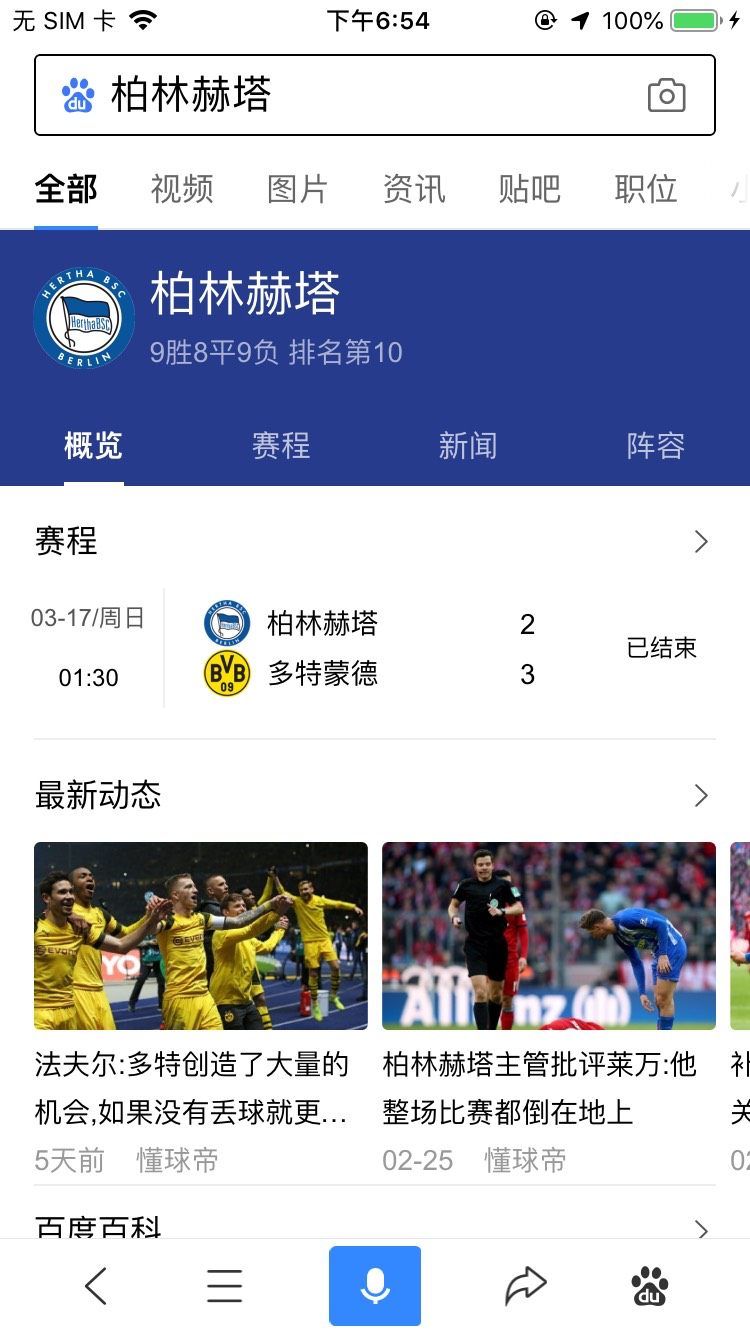 无 SIM 卡 下午6:54 100%
du 柏林赫塔
全部 视频 图片 资讯 贴吧 职位
HERTHA BSC
HerthaBSC
BERLIN
柏林赫塔
9胜8平9负 排名第10
概览 赛程 新闻 阵容
赛程
03-17/周日
01:30
柏林赫塔 2
BVB 09 多特蒙德 3
已结束
最新动态
法夫尔:多特创造了大量的
机会,如果没有丢球就更...
5天前 懂球帝
柏林赫塔主管批评莱万:他
整场比赛都倒在地上
02-25 懂球帝
百度百科
du